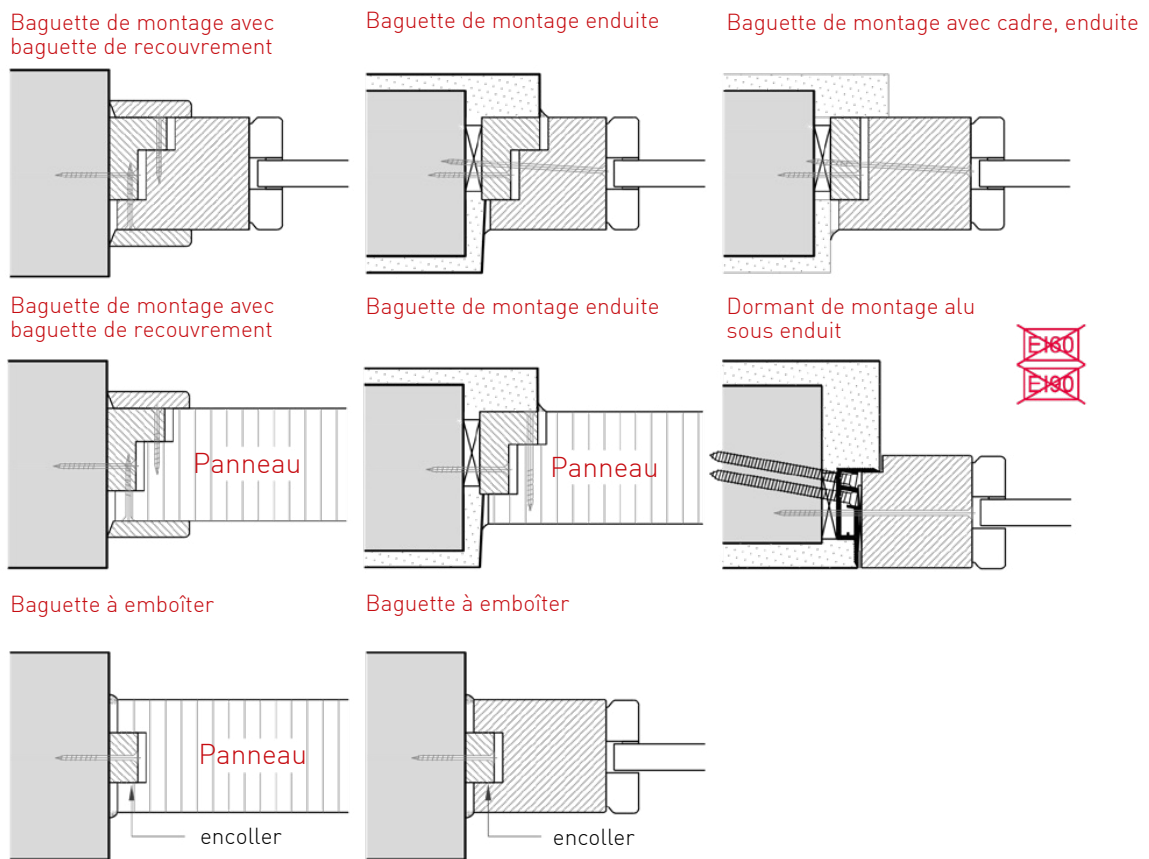 Baguette de montage avec
baguette de recouvrement
Baguette de montage enduite
Baguette de montage avec cadre, enduite
Baguette de montage avec
baguette de recouvrement
Baguette de montage enduite
Dormant de montage alu
sous enduit
EI60
EI90
Panneau
Panneau
Baguette à emboîter
Baguette à emboîter
Panneau
encoller
encoller